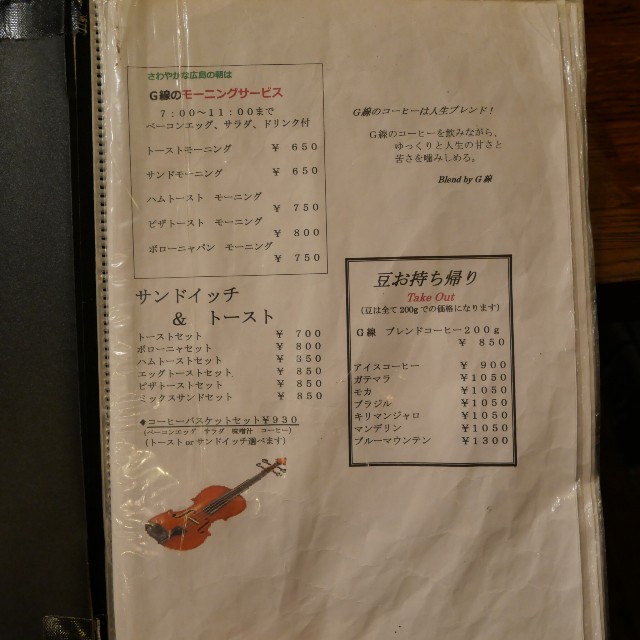 さわやかな広島の朝は
G線のモーニングサービス
7:00～11:00まで
ベーコンエッグ、サラダ、ドリンク付
トーストモーニング ￥ 650
サンドモーニング ￥ 650
ハムトースト モーニング
￥ 750
ピザトースト モーニング
￥ 800
ボローニャパン モーニング
￥ 750
サンドイッチ
& トースト
トーストセット ￥ 700
ボローニャセット ￥ 800
ハムトーストセット ￥ 850
エッグトーストセット ￥ 850
ピザトーストセット ￥ 850
ミックスサンドセット ￥ 850
♦コーヒーバスケットセット￥930
(ベーコンエッグ サラダ 味噌汁 コーヒー)
(トーストorサンドイッチ選べます)
G線のコーヒーは人生ブレンド!
G線のコーヒーを飲みながら、
ゆっくりと人生の甘さと
苦さを噛みしめる。
Blend by G線
豆お持ち帰り
Take Out
(豆は全て200gでの価格になります)
G線 ブレンドコーヒー200g
￥ 850
アイスコーヒー ￥ 900
ガテマラ ￥1050
モカ ￥1050
ブラジル ￥1050
キリマンジャロ ￥1050
マンデリン ￥1050
ブルーマウンテン ￥1300